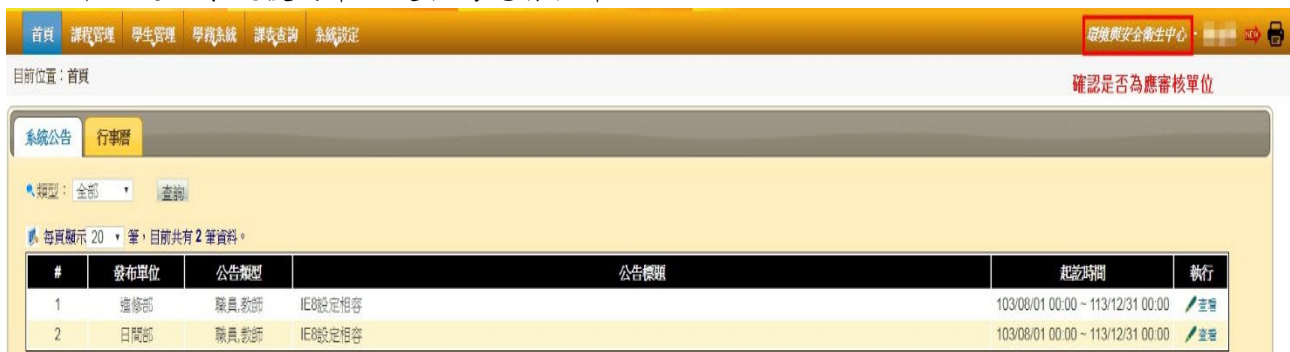 首頁 課程管理 學生管理 學務系統 課表查詢 系統設定 環境與安全衛生中心 · NEW
目前位置：首頁
確認是否為應審核單位
系統公告 行事曆
類型： 全部 查詢
每頁顯示 20 筆，目前共有 2 筆資料。
# 發布單位 公告類型 公告標題 起訖時間 執行
1 進修部 職員,教師 IE8設定相容 103/08/01 00:00 ~ 113/12/31 00:00 查看
2 日間部 職員,教師 IE8設定相容 103/08/01 00:00 ~ 113/12/31 00:00 查看